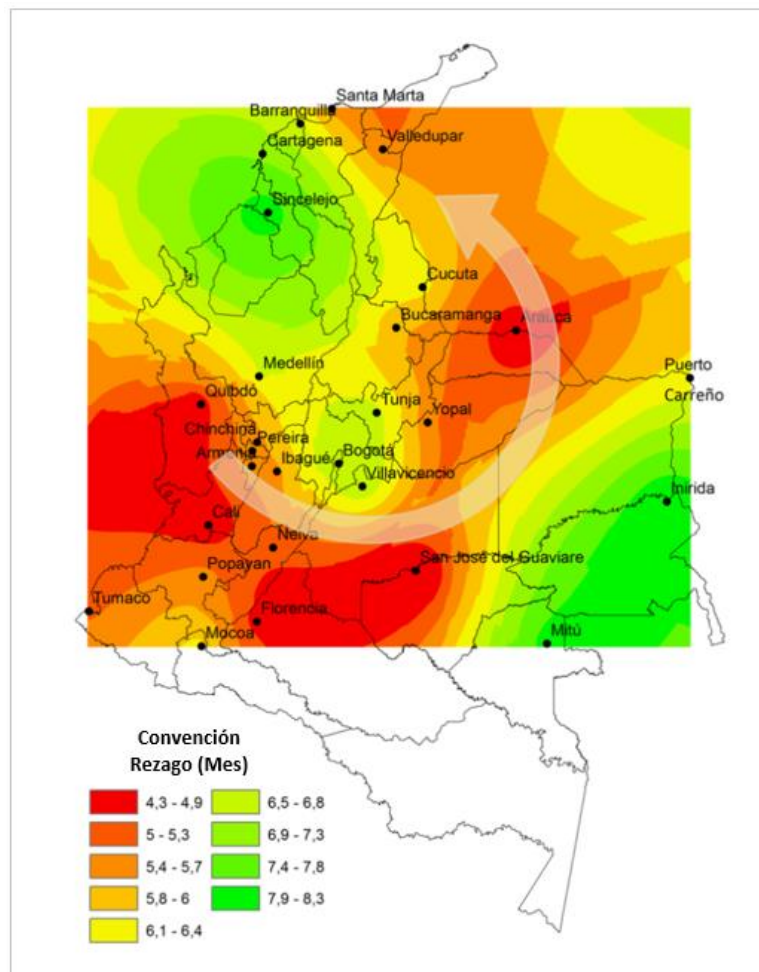 Santa Marta
Barranquilla
Cartagena
Valledupar
Sincelejo
Cucuta
Bucaramanga
Arauca
Medellín
Puerto
Carreño
Quibdó
Tunja
Yopal
Chinchina
Pereira
Armenia
Ibagué
Bogotá
Villavicencio
Inirida
Cali
Neiva
San José del Guaviare
Popayan
Tumaco
Florencia
Mocoa
Mitú
Convención
Rezago (Mes)
4,3 - 4,9
5 - 5,3
5,4 - 5,7
5,8 - 6
6,1 - 6,4
6,5 - 6,8
6,9 - 7,3
7,4 - 7,8
7,9 - 8,3